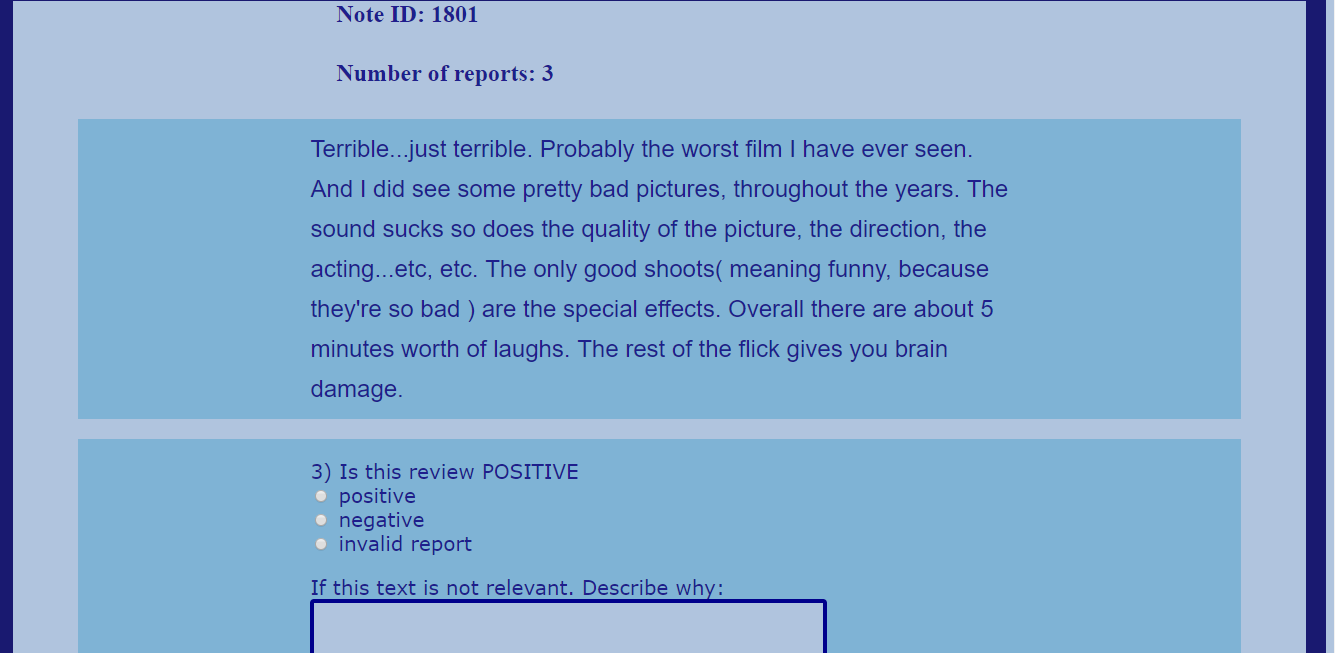 Note ID: 1801
Number of reports: 3
Terrible...just terrible. Probably the worst film I have ever seen.
And I did see some pretty bad pictures, throughout the years. The
sound sucks so does the quality of the picture, the direction, the
acting...etc, etc. The only good shoots( meaning funny, because
they're so bad ) are the special effects. Overall there are about 5
minutes worth of laughs. The rest of the flick gives you brain
damage.
3) Is this review POSITIVE
positive
negative
invalid report
If this text is not relevant. Describe why: